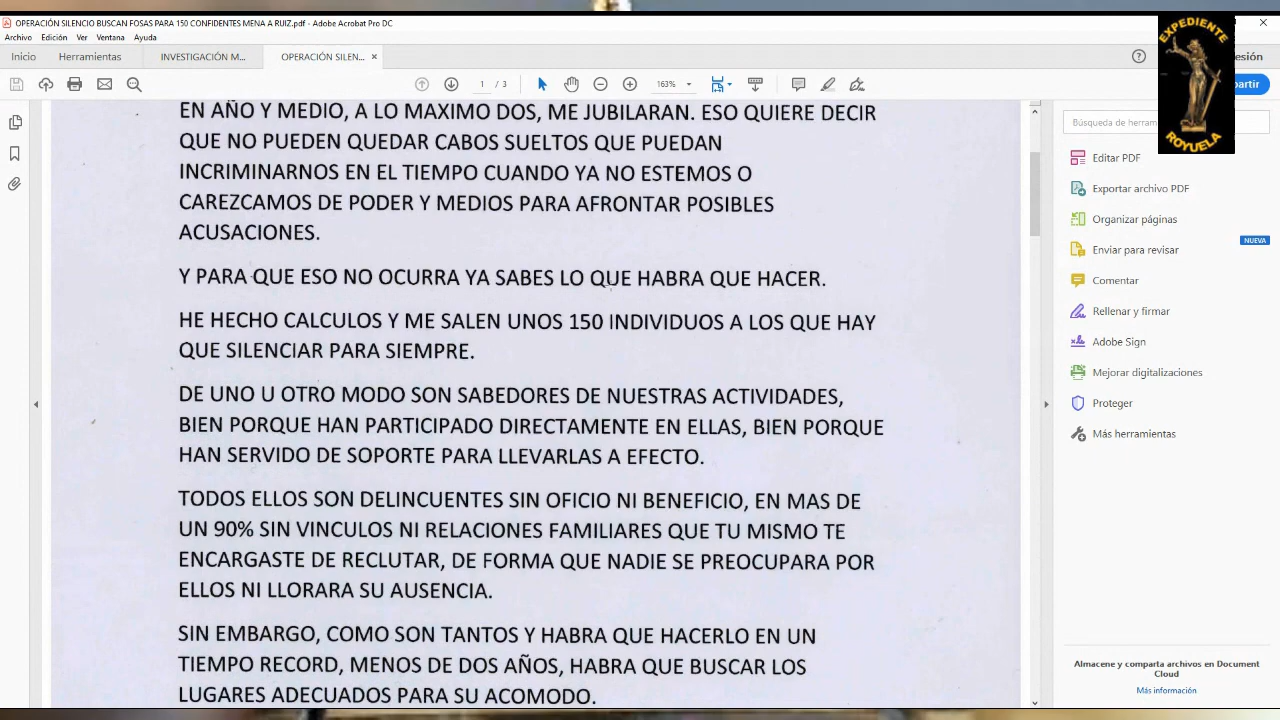 OPERACIÓN SILENCIO BUSCAN FOSAS PARA 150 CONFIDENTES MENA A RUIZ.pdf - Adobe Acrobat Pro DC
Archivo Edición Ver Ventana Ayuda
Inicio Herramientas INVESTIGACIÓN M... OPERACIÓN SILEN... ×
esión
1 / 3 163%
partir
EXPEDIENTE
ROYUELA
EN AÑO Y MEDIO, A LO MAXIMO DOS, ME JUBILARAN. ESO QUIERE DECIR
QUE NO PUEDEN QUEDAR CABOS SUELTOS QUE PUEDAN
INCRIMINARNOS EN EL TIEMPO CUANDO YA NO ESTEMOS O
CAREZCAMOS DE PODER Y MEDIOS PARA AFRONTAR POSIBLES
ACUSACIONES.
Y PARA QUE ESO NO OCURRA YA SABES LO QUE HABRA QUE HACER.
HE HECHO CALCULOS Y ME SALEN UNOS 150 INDIVIDUOS A LOS QUE HAY
QUE SILENCIAR PARA SIEMPRE.
DE UNO U OTRO MODO SON SABEDORES DE NUESTRAS ACTIVIDADES,
BIEN PORQUE HAN PARTICIPADO DIRECTAMENTE EN ELLAS, BIEN PORQUE
HAN SERVIDO DE SOPORTE PARA LLEVARLAS A EFECTO.
TODOS ELLOS SON DELINCUENTES SIN OFICIO NI BENEFICIO, EN MAS DE
UN 90% SIN VINCULOS NI RELACIONES FAMILIARES QUE TU MISMO TE
ENCARGASTE DE RECLUTAR, DE FORMA QUE NADIE SE PREOCUPARA POR
ELLOS NI LLORARA SU AUSENCIA.
SIN EMBARGO, COMO SON TANTOS Y HABRA QUE HACERLO EN UN
TIEMPO RECORD, MENOS DE DOS AÑOS, HABRA QUE BUSCAR LOS
LUGARES ADECUADOS PARA SU ACOMODO.
Búsqueda de herram
Editar PDF
Exportar archivo PDF
Organizar páginas
NUEVA
Enviar para revisar
Comentar
Rellenar y firmar
Adobe Sign
Mejorar digitalizaciones
Proteger
Más herramientas
Almacene y comparta archivos en Document
Cloud
Más información